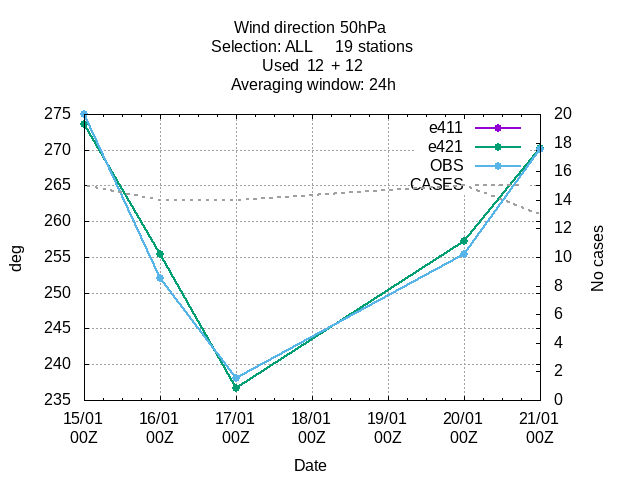 Wind direction 50hPa
Selection: ALL 19 stations
Used 12 + 12
Averaging window: 24h
275 20
270 18
265 16
260 14
255 12
250 10
245 8
240 6
235 4
2
0
e411
e421
OBS
CASES
deg
No cases
15/01 16/01 17/01 18/01 19/01 20/01 21/01
00Z 00Z 00Z 00Z 00Z 00Z 00Z
Date